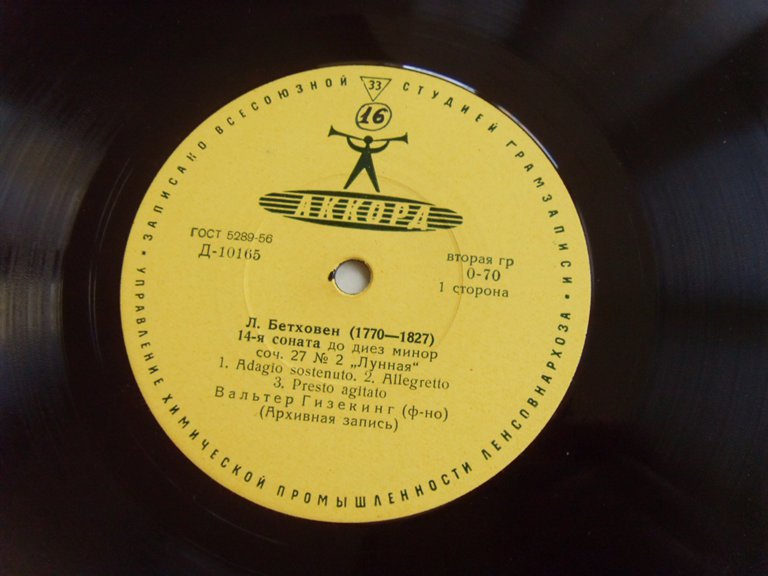 • ЗАПИСАНО ВСЕСОЮЗНОЙ СТУДИЕЙ ГРАМЗАПИСИ •
33
16
АККОРД
ГОСТ 5289-56
Д-10165
вторая гр
0-70
1 сторона
Л. Бетховен (1770—1827)
14-я соната до диез минор
соч. 27 № 2 „Лунная“
1. Adagio sostenuto. 2. Allegretto
3. Presto agitato
Вальтер Гизекинг (ф-но)
(Архивная запись)
УПРАВЛЕНИЕ ХИМИЧЕСКОЙ ПРОМЫШЛЕННОСТИ ЛЕНСОВНАРХОЗА